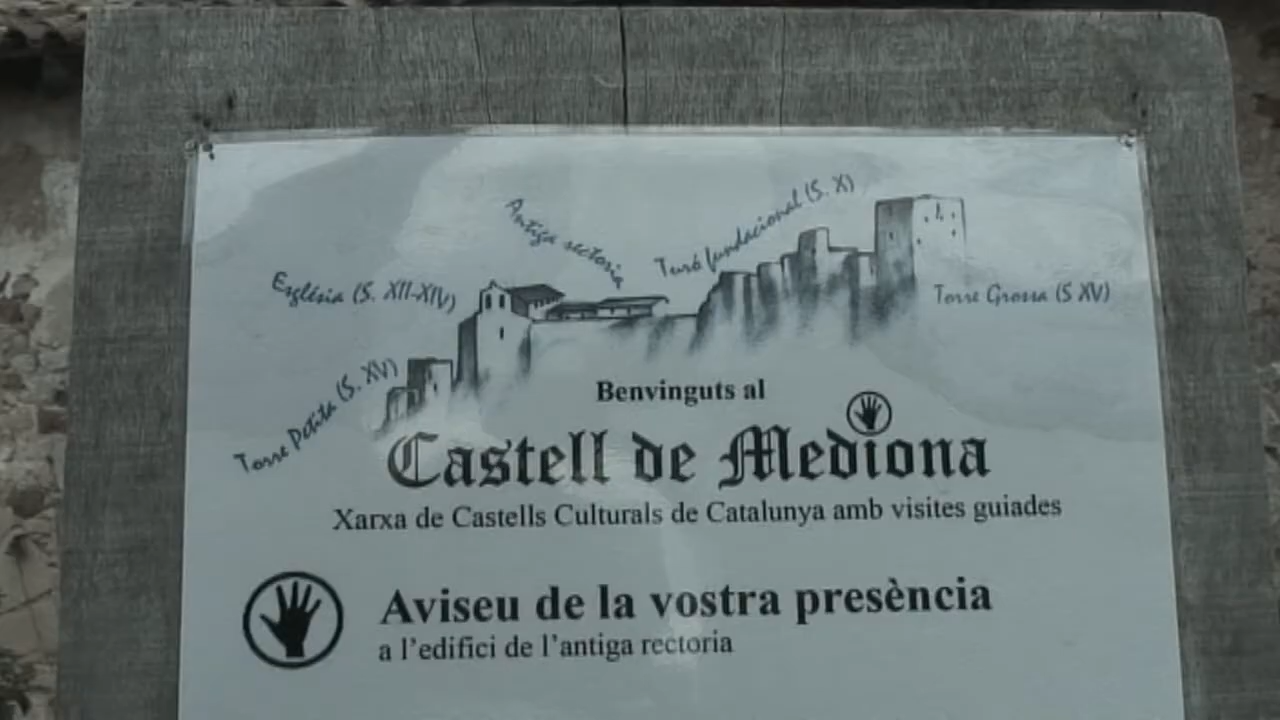 Turó fundacional (S. X)
Antiga rectoria
Església (S. XII-XIV)
Torre Grossa (S XV)
Torre Petita (S. XV)
Benvinguts al
Castell de Mediona
Xarxa de Castells Culturals de Catalunya amb visites guiades
Aviseu de la vostra presència
a l'edifici de l'antiga rectoria